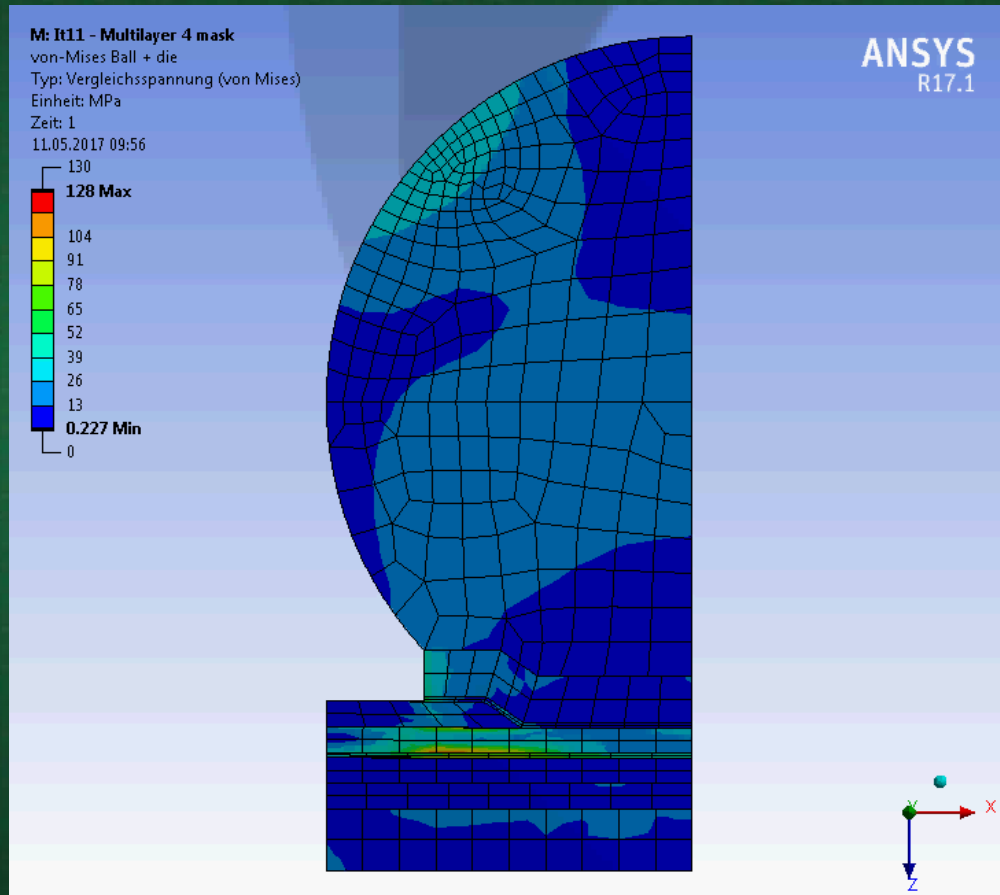 M: It11 - Multilayer 4 mask
von-Mises Ball + die
Typ: Vergleichsspannung (von Mises)
Einheit: MPa
Zeit: 1
11.05.2017 09:56
130
128 Max
104
91
78
65
52
39
26
13
0.227 Min
0
ANSYS
R17.1
Y
X
Z